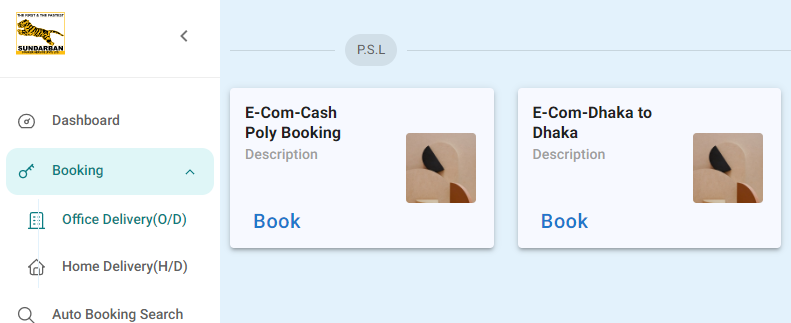 THE FIRST & THE FASTEST
SUNDARBAN
Dashboard
Booking
Office Delivery(O/D)
Home Delivery(H/D)
Auto Booking Search
P.S.L
E-Com-Cash
Poly Booking
Description
Book
E-Com-Dhaka to
Dhaka
Description
Book